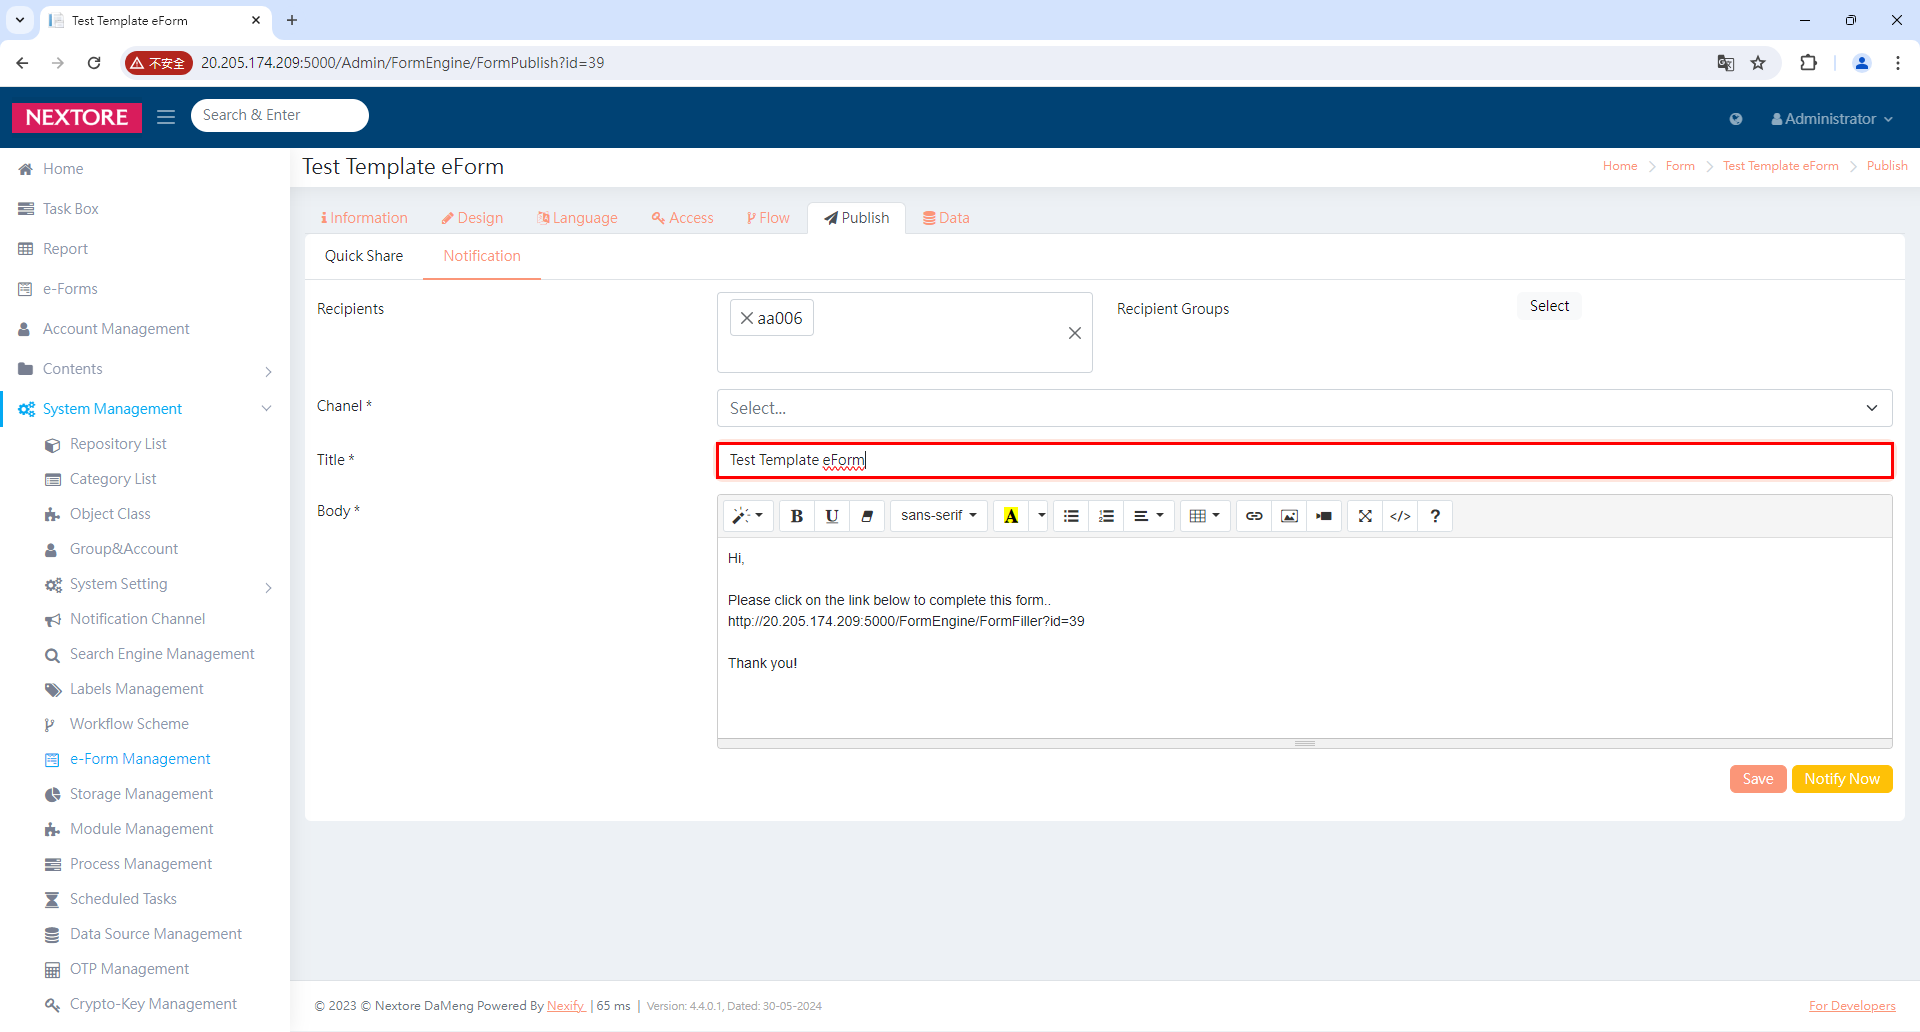 Test Template eForm
不安全
20.205.174.209:5000/Admin/FormEngine/FormPublish?id=39
NEXTORE
Search & Enter
Administrator
Home
Task Box
Report
e-Forms
Account Management
Contents
System Management
Repository List
Category List
Object Class
Group&Account
System Setting
Notification Channel
Search Engine Management
Labels Management
Workflow Scheme
e-Form Management
Storage Management
Module Management
Process Management
Scheduled Tasks
Data Source Management
OTP Management
Crypto-Key Management
Test Template eForm
Home > Form > Test Template eForm > Publish
Information Design Language Access Flow Publish Data
Quick Share Notification
Recipients
aa006
Recipient Groups
Select
Chanel *
Select...
Title *
Test Template eForm
Body *
B U sans-serif A </> ?
Hi,
Please click on the link below to complete this form..
http://20.205.174.209:5000/FormEngine/FormFiller?id=39
Thank you!
Save Notify Now
© 2023 © Nextore DaMeng Powered By Nexify | 65 ms | Version: 4.4.0.1, Dated: 30-05-2024
For Developers